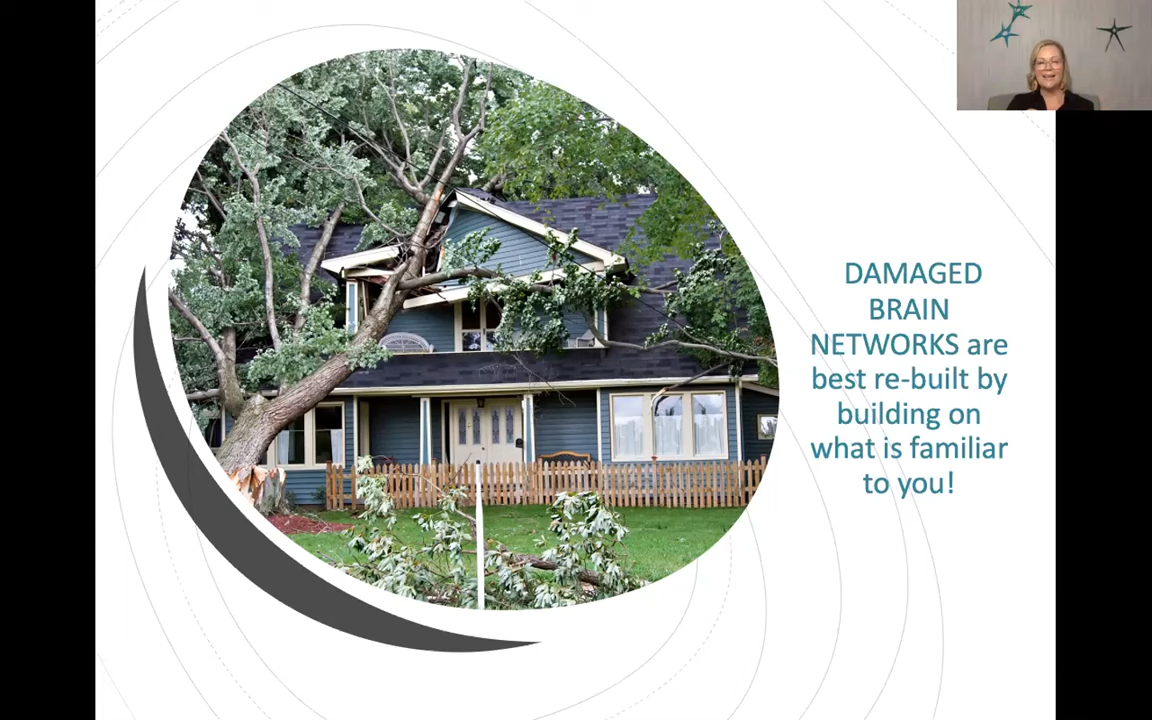 DAMAGED
BRAIN
NETWORKS are
best re-built by
building on
what is familiar
to you!